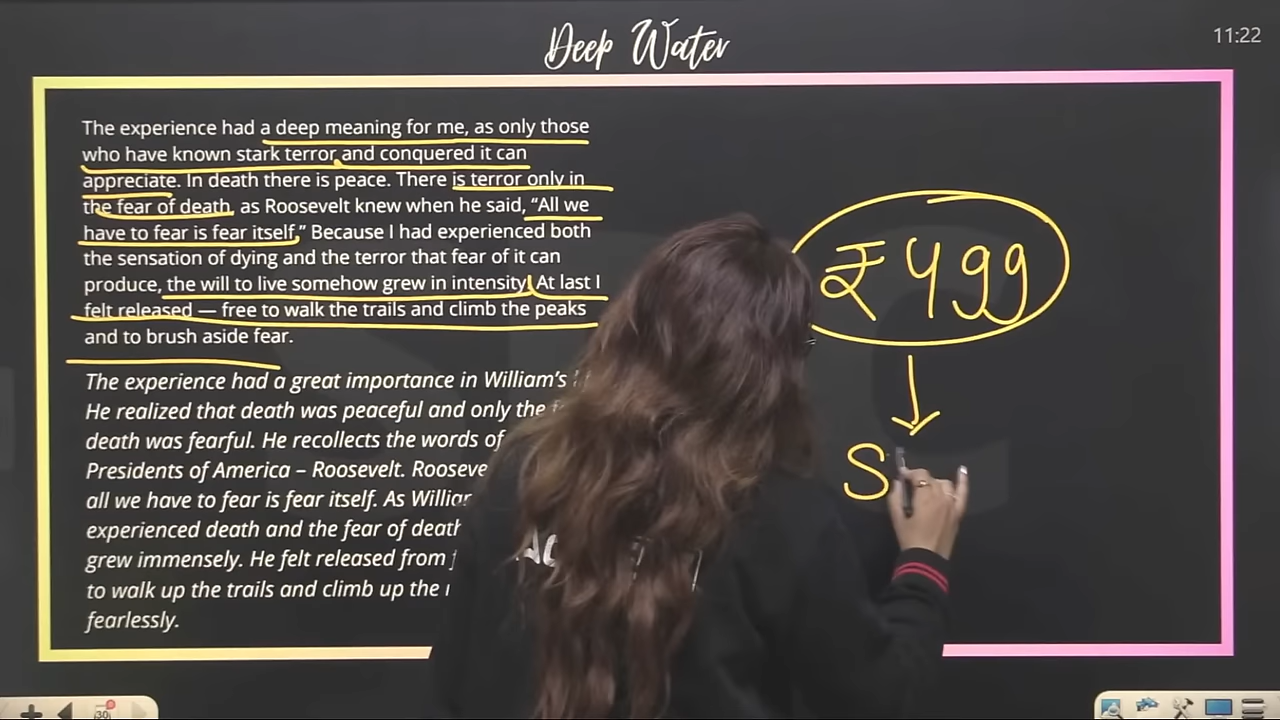 Deep Water
11:22
The experience had a deep meaning for me, as only those
who have known stark terror and conquered it can
appreciate. In death there is peace. There is terror only in
the fear of death, as Roosevelt knew when he said, “All we
have to fear is fear itself.” Because I had experienced both
the sensation of dying and the terror that fear of it can
produce, the will to live somehow grew in intensity. At last I
felt released — free to walk the trails and climb the peaks
and to brush aside fear.
The experience had a great importance in William’s
He realized that death was peaceful and only the
death was fearful. He recollects the words of
Presidents of America – Roosevelt.
all we have to fear is fear itself. As
experienced death and the fear of death
grew immensely. He felt released from
to walk up the trails and climb up the
fearlessly.
₹499
S